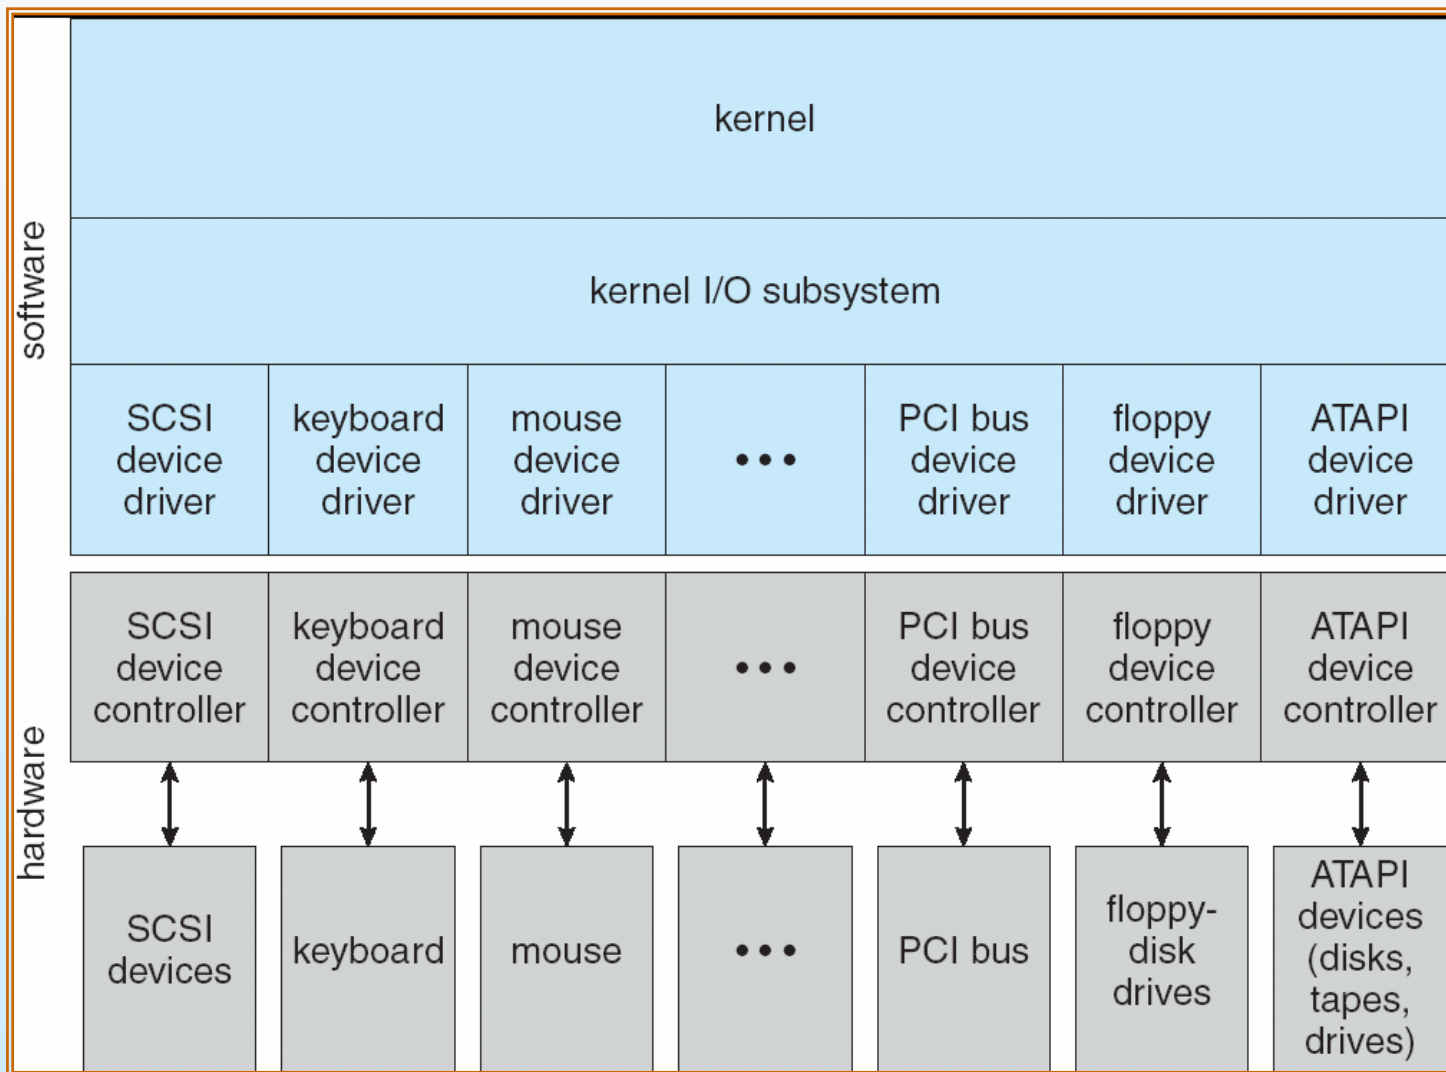 software
kernel
kernel I/O subsystem
SCSI
device
driver
keyboard
device
driver
mouse
device
driver
•••
PCI bus
device
driver
floppy
device
driver
ATAPI
device
driver
hardware
SCSI
device
controller
keyboard
device
controller
mouse
device
controller
•••
PCI bus
device
controller
floppy
device
controller
ATAPI
device
controller
SCSI
devices
keyboard
mouse
•••
PCI bus
floppy-
disk
drives
ATAPI
devices
(disks,
tapes,
drives)